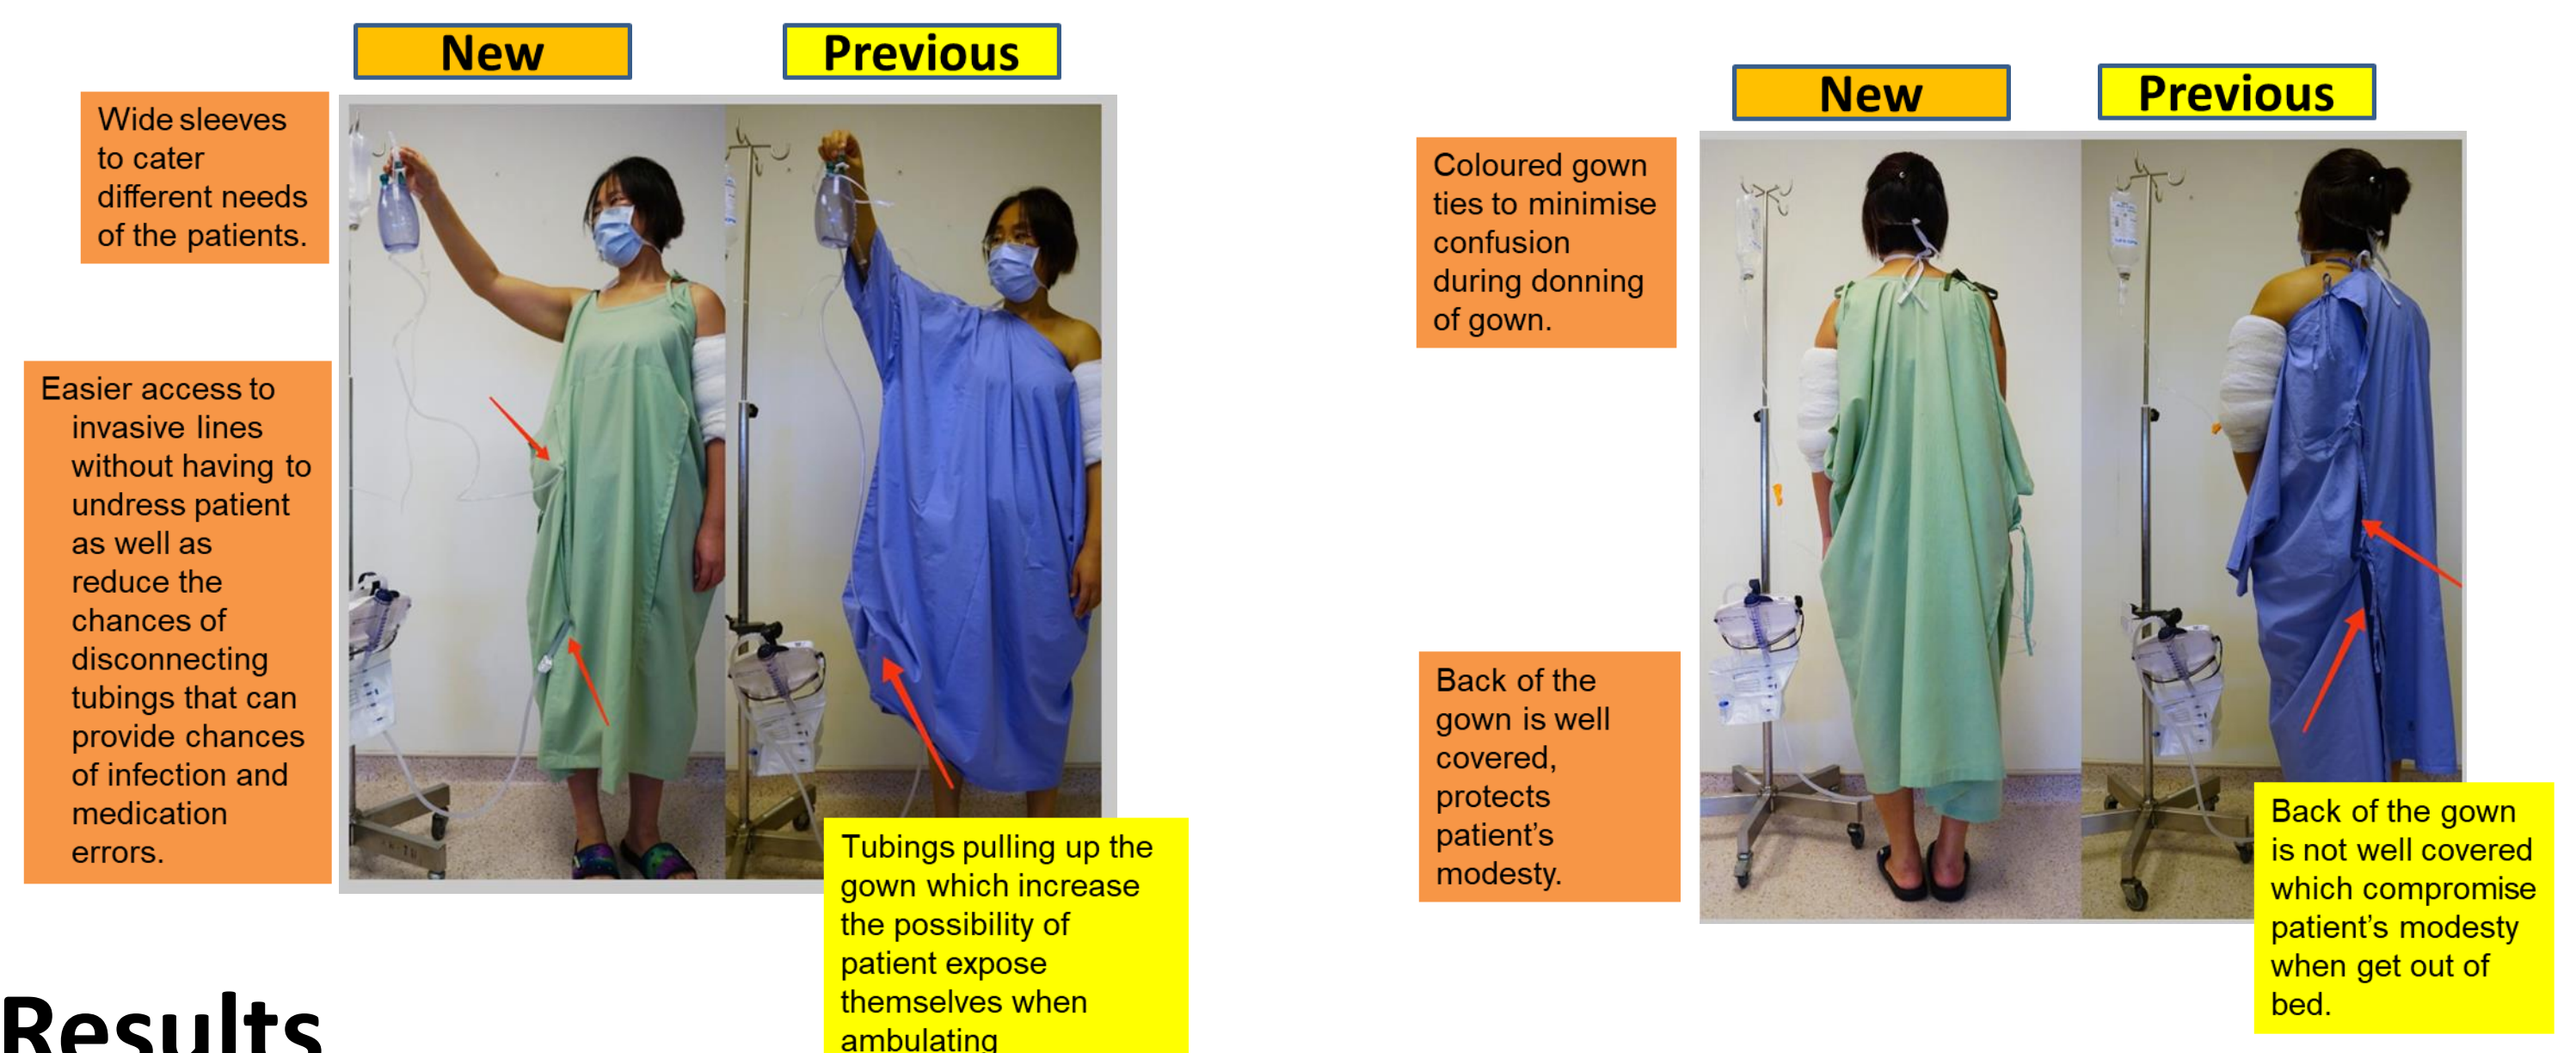 New
Previous
Wide sleeves
to cater
different needs
of the patients.
Easier access to
invasive lines
without having to
undress patient
as well as
reduce the
chances of
disconnecting
tubings that can
provide chances
of infection and
medication
errors.
Tubings pulling up the
gown which increase
the possibility of
patient expose
themselves when
ambulating
New
Previous
Coloured gown
ties to minimise
confusion
during donning
of gown.
Back of the
gown is well
covered,
protects
patient’s
modesty.
Back of the gown
is not well covered
which compromise
patient’s modesty
when get out of
bed.
Results